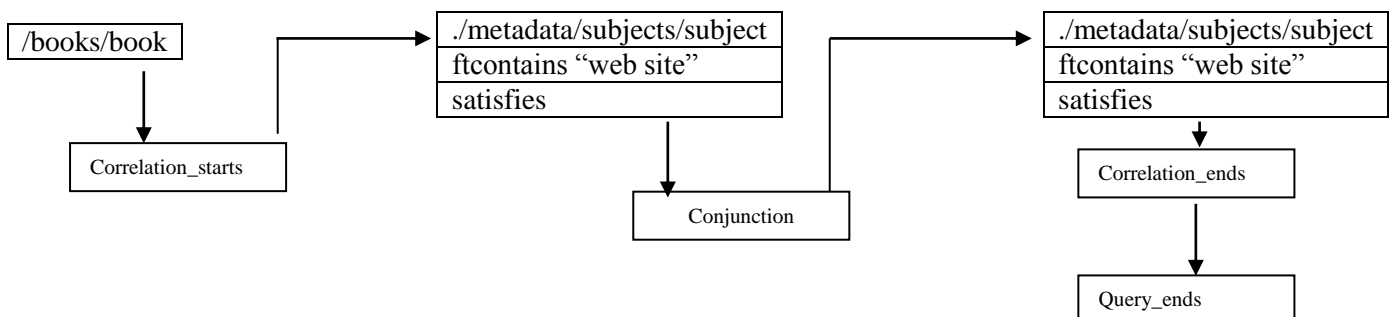 /books/book
Correlation_starts
./metadata/subjects/subject
ftcontains “web site”
satisfies
Conjunction
./metadata/subjects/subject
ftcontains “web site”
satisfies
Correlation_ends
Query_ends